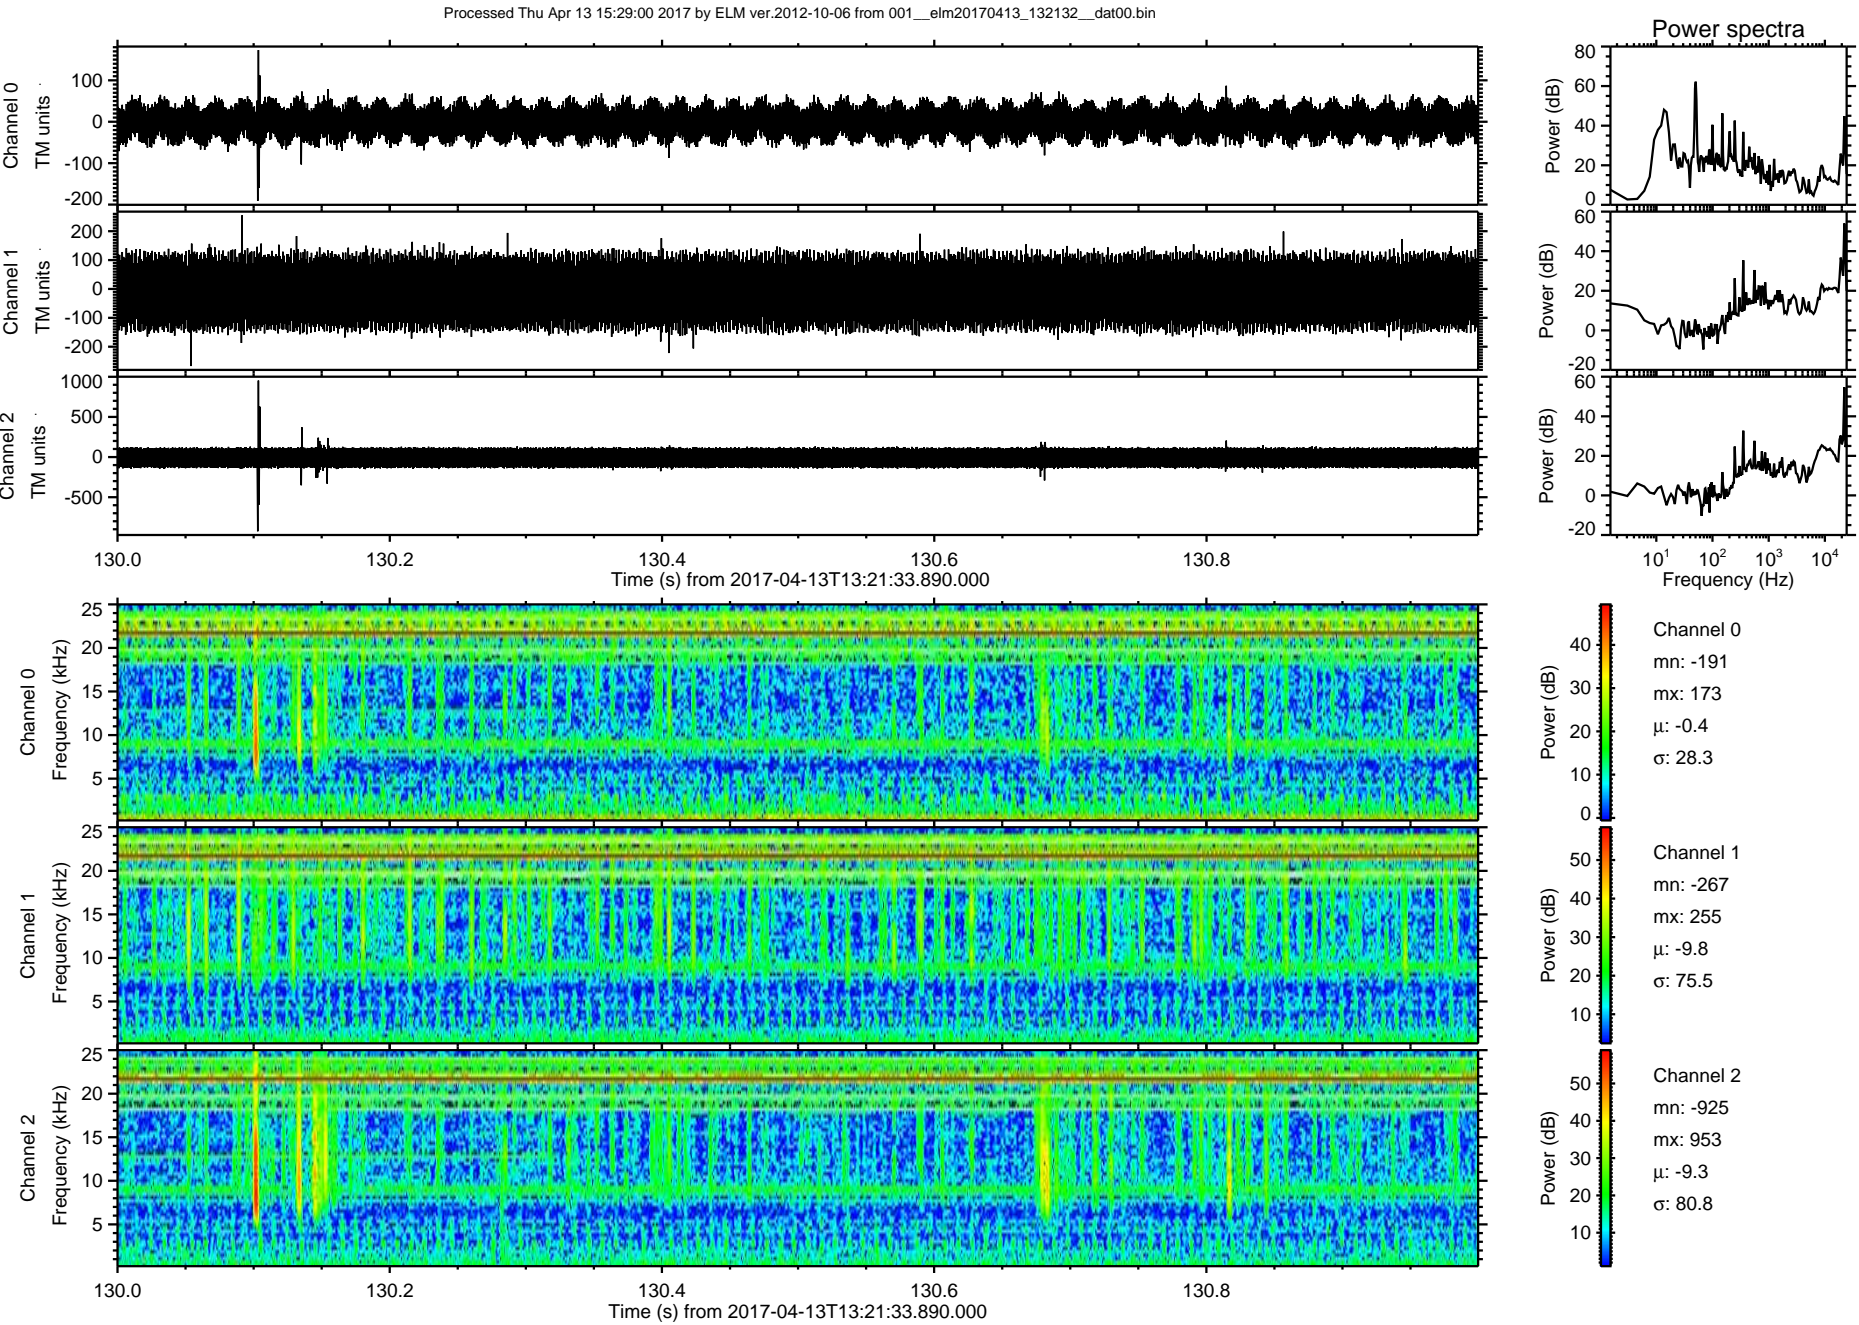 Processed Thu Apr 13 15:29:00 2017 by ELM ver.2012-10-06 from 001__elm20170413_132132__dat00.bin
Power spectra
Channel 0
TM units
100
0
-100
-200
Power (dB)
80
60
40
20
0
Channel 1
TM units
200
100
0
-100
-200
Power (dB)
60
40
20
0
-20
Channel 2
TM units
1000
500
0
-500
Power (dB)
60
40
20
0
-20
130.0 130.2 130.4 130.6 130.8
Time (s) from 2017-04-13T13:21:33.890.000
10¹ 10² 10³ 10⁴
Frequency (Hz)
Channel 0
Frequency (kHz)
25
20
15
10
5
Power (dB)
40
30
20
10
0
Channel 0
mn: -191
mx: 173
µ: -0.4
σ: 28.3
Channel 1
Frequency (kHz)
25
20
15
10
5
Power (dB)
50
40
30
20
10
Channel 1
mn: -267
mx: 255
µ: -9.8
σ: 75.5
Channel 2
Frequency (kHz)
25
20
15
10
5
Power (dB)
50
40
30
20
10
Channel 2
mn: -925
mx: 953
µ: -9.3
σ: 80.8
130.0 130.2 130.4 130.6 130.8
Time (s) from 2017-04-13T13:21:33.890.000